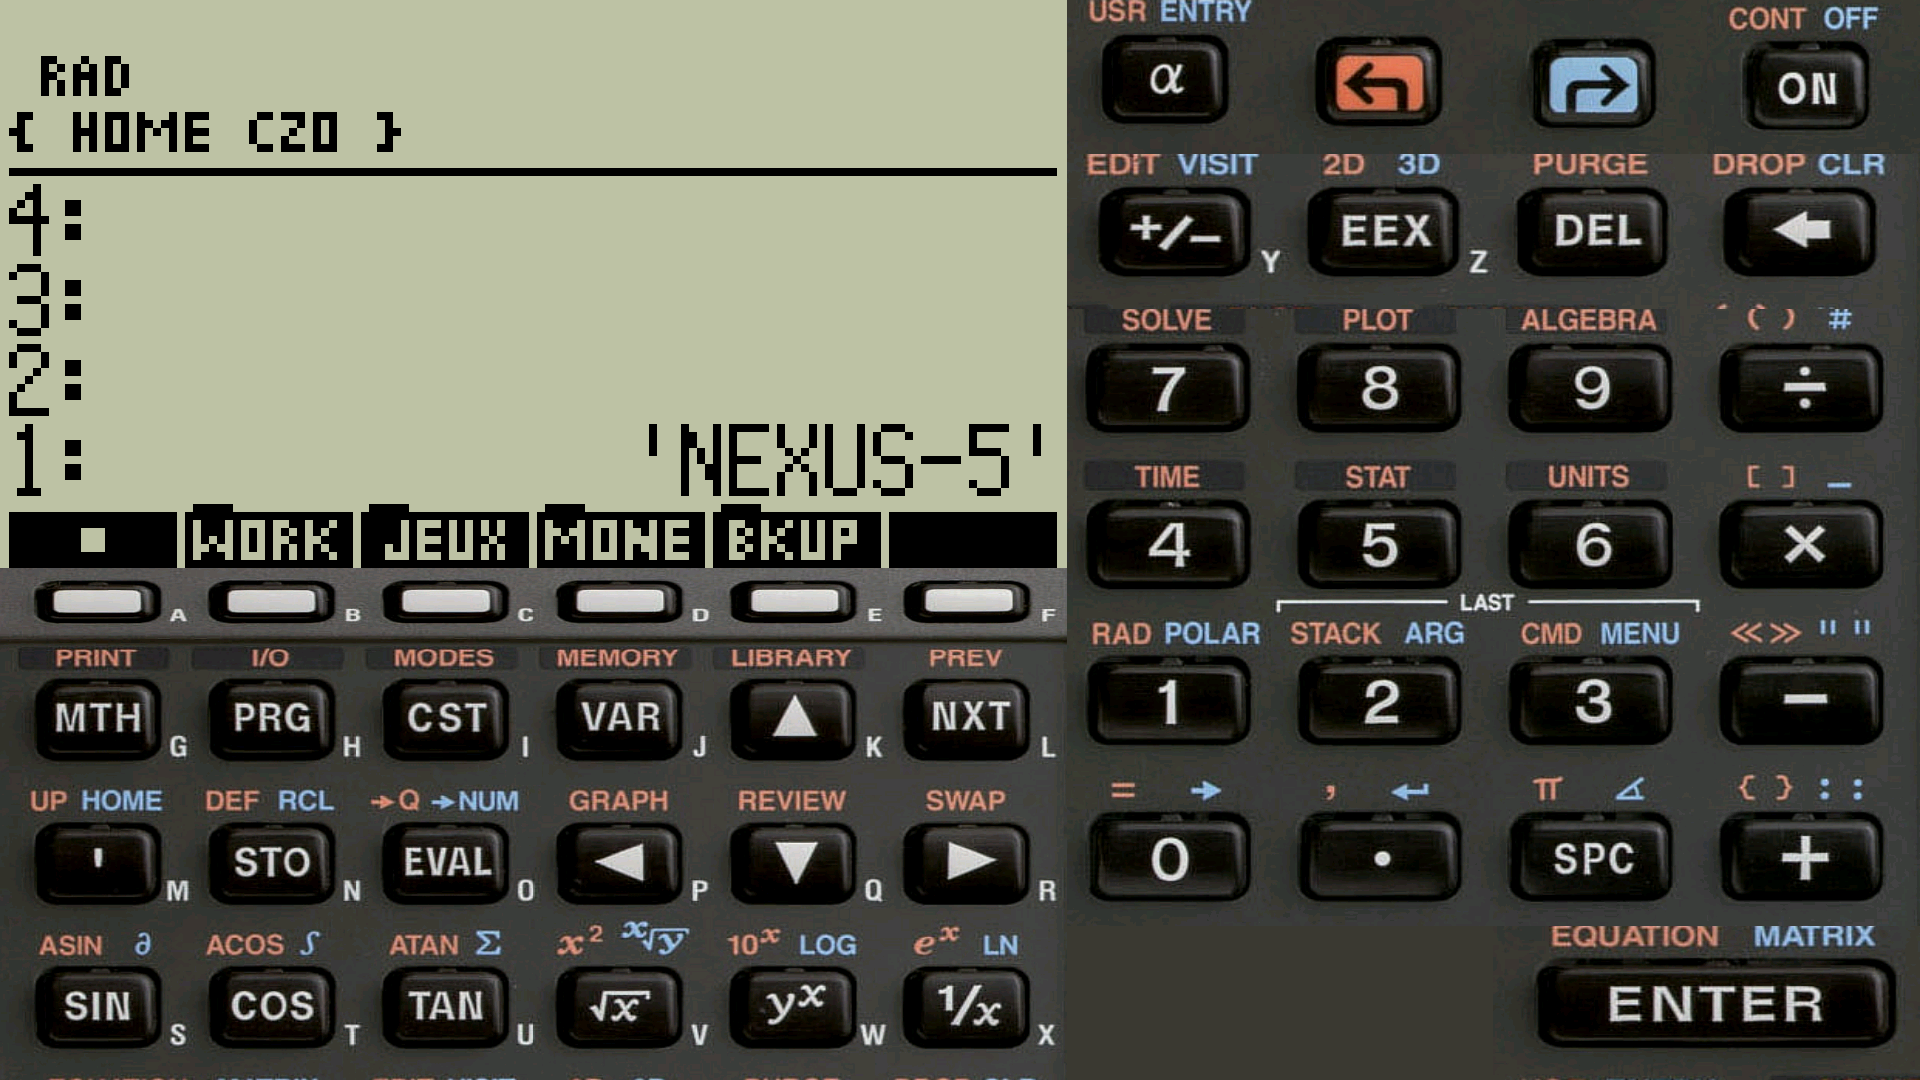 RAD
{ HOME CZO }
4:
3:
2:
1: 'NEXUS-5'
WORK JEUX MONE BKUP
A B C D E F
PRINT I/O MODES MEMORY LIBRARY PREV
MTH G PRG H CST I VAR J ▲ K NXT L
UP HOME DEF RCL →Q →NUM GRAPH REVIEW SWAP
' M STO N EVAL O ◀ P ▼ Q ▶ R
ASIN ∂ ACOS ∫ ATAN Σ x² ˣ√y 10ˣ LOG eˣ LN
SIN S COS T TAN U √x V yˣ W 1/x X
USR ENTRY CONT OFF
α ON
EDIT VISIT 2D 3D PURGE DROP CLR
+/− Y EEX Z DEL ←
SOLVE PLOT ALGEBRA ( ) #
7 8 9 ÷
TIME STAT UNITS [ ] _
4 5 6 ×
LAST
RAD POLAR STACK ARG CMD MENU «» " "
1 2 3 −
= → , ↵ π ∠ { } : :
0 . SPC +
EQUATION MATRIX
ENTER